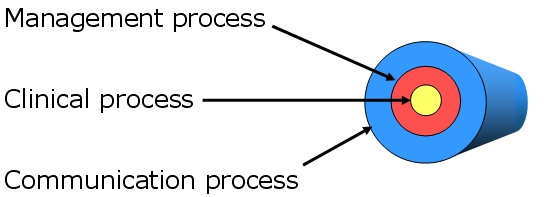 Management process
Clinical process
Communication process